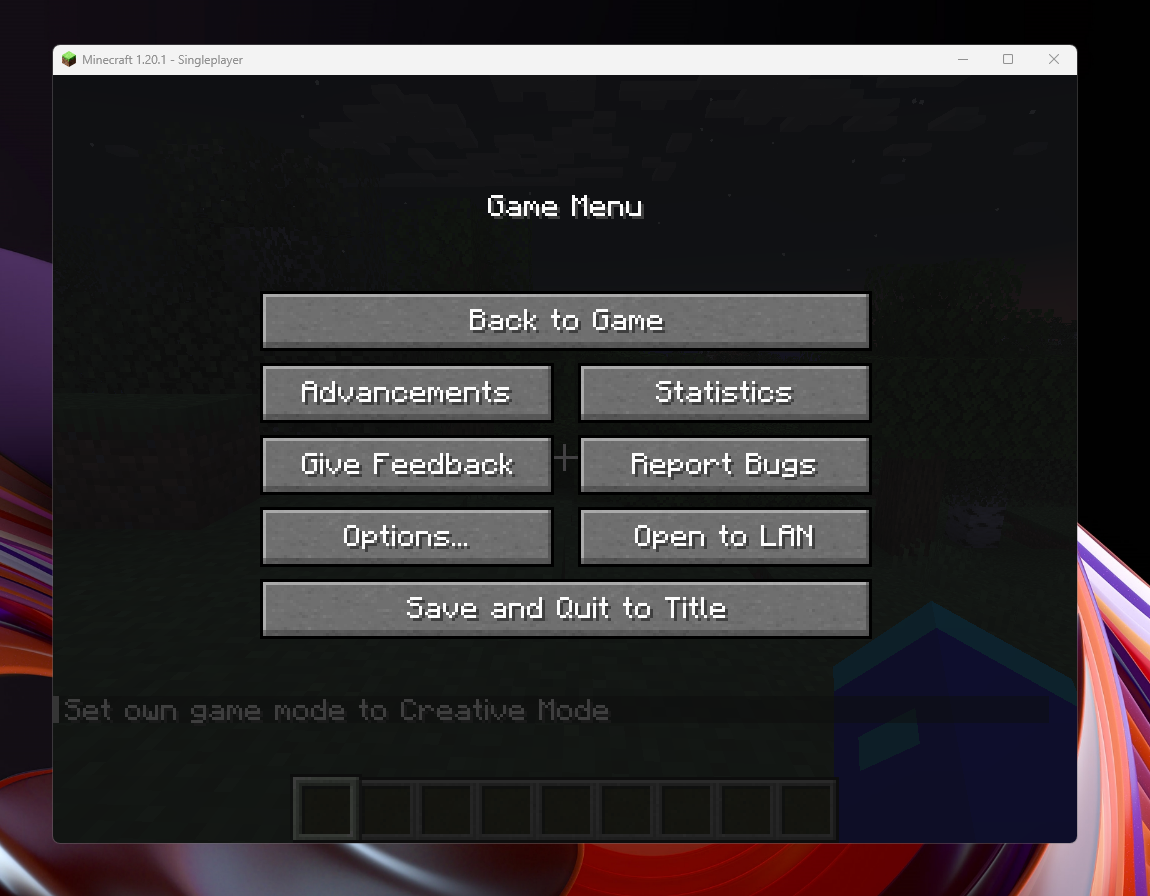 Minecraft 1.20.1 - Singleplayer
Game Menu
Back to Game
Advancements
Statistics
Give Feedback
Report Bugs
Options...
Open to LAN
Save and Quit to Title
Set own game mode to Creative Mode